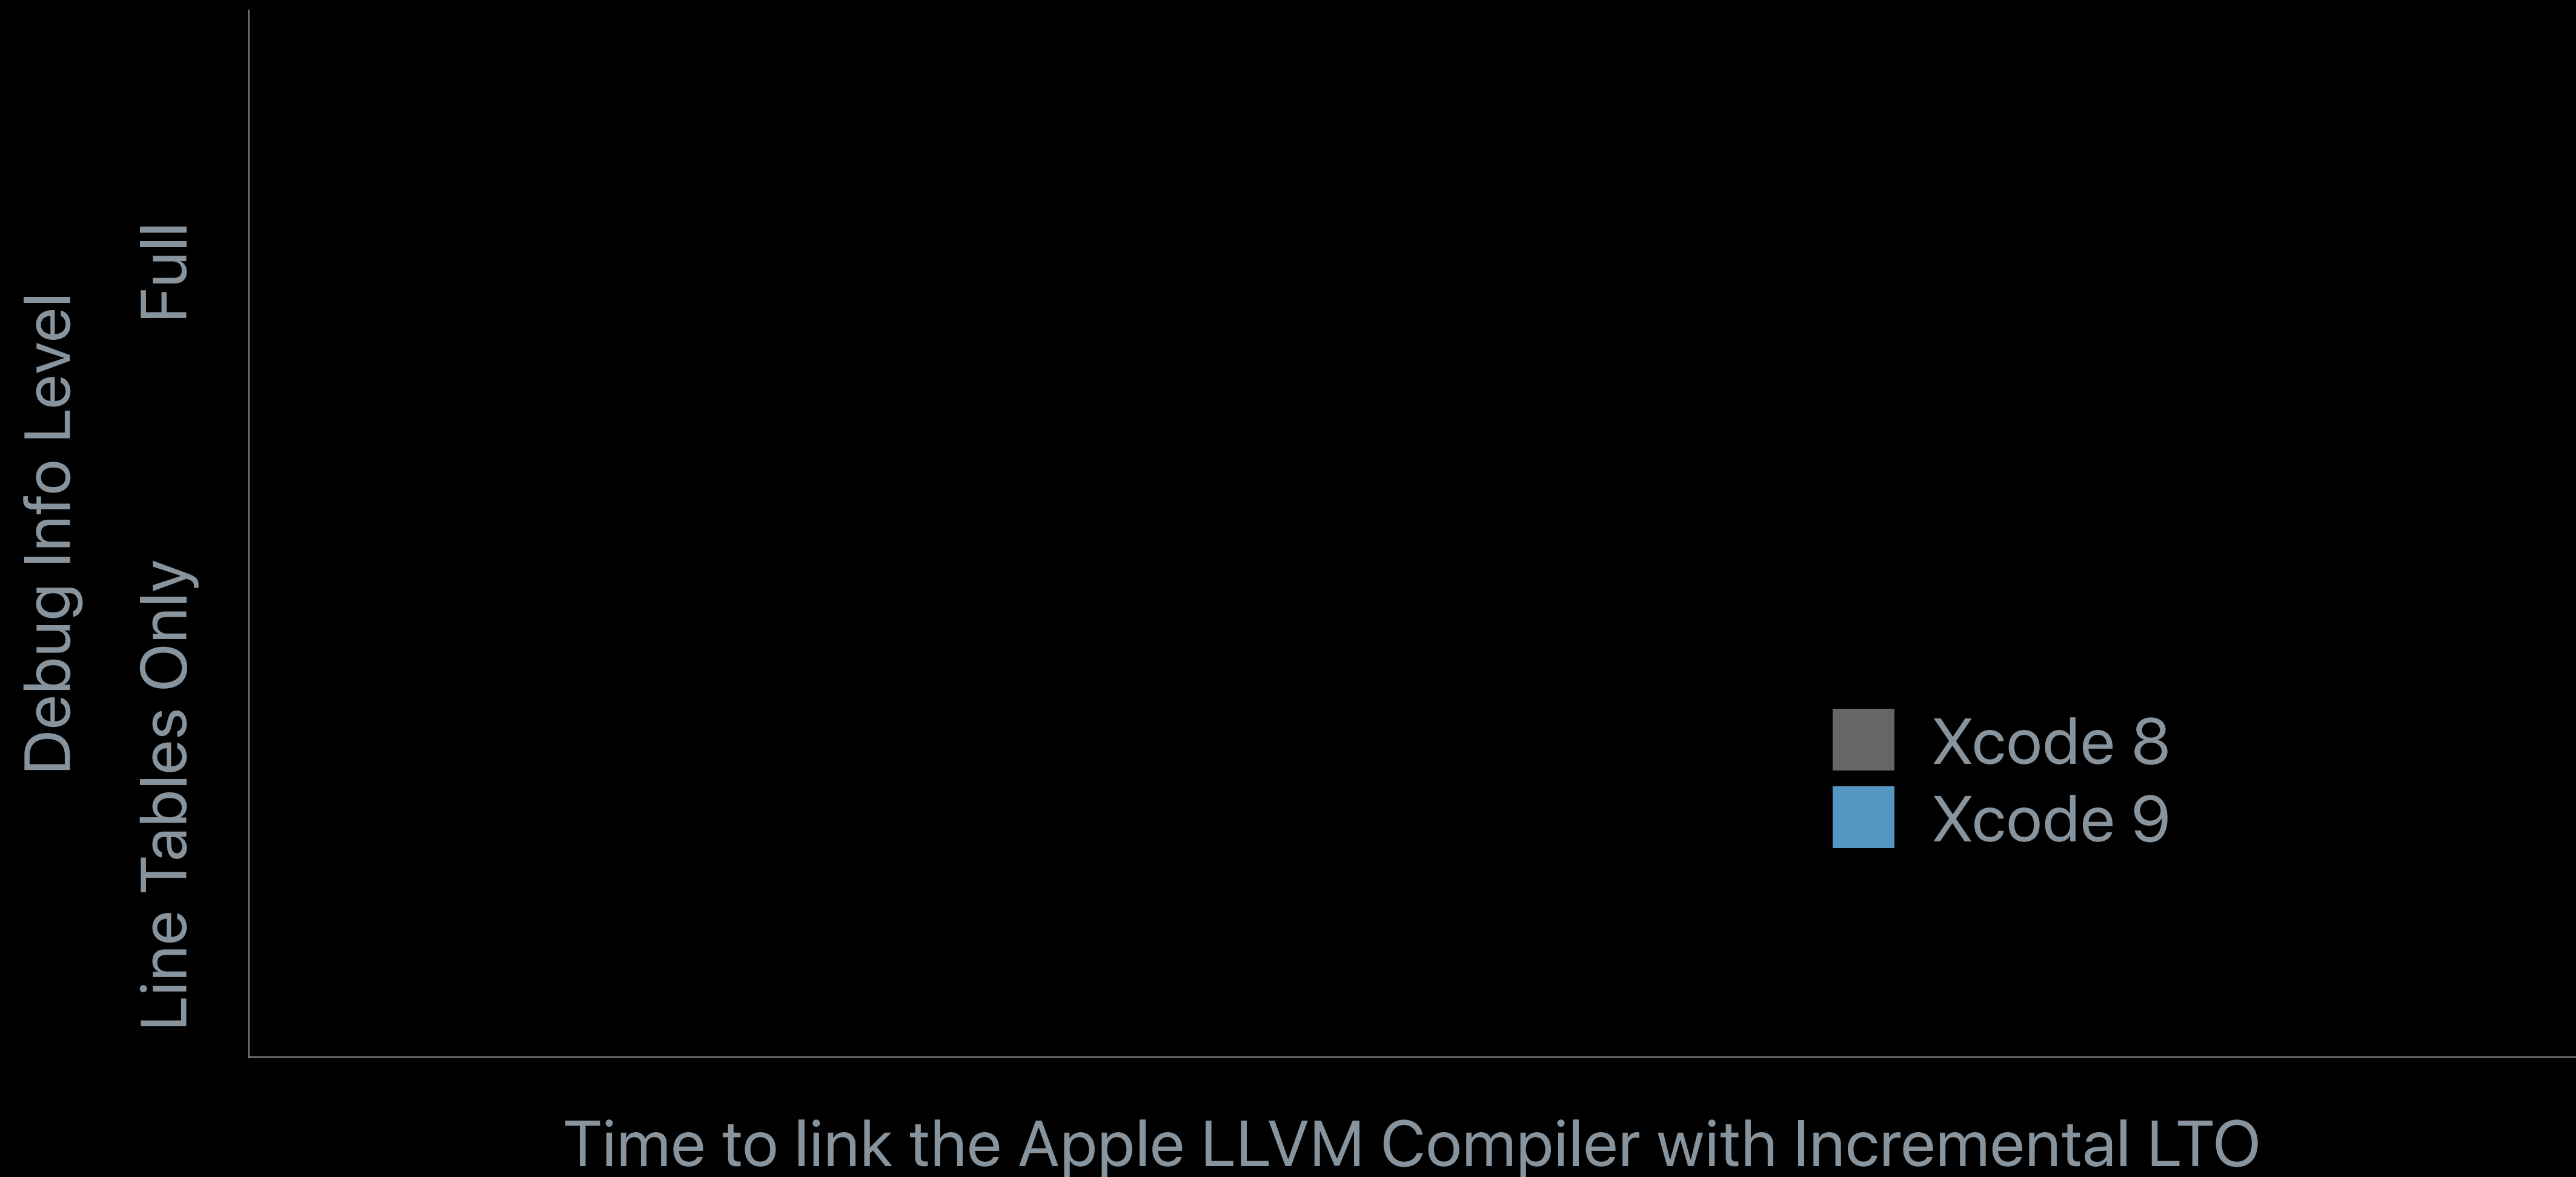 Debug Info Level
Full
Line Tables Only
Xcode 8
Xcode 9
Time to link the Apple LLVM Compiler with Incremental LTO